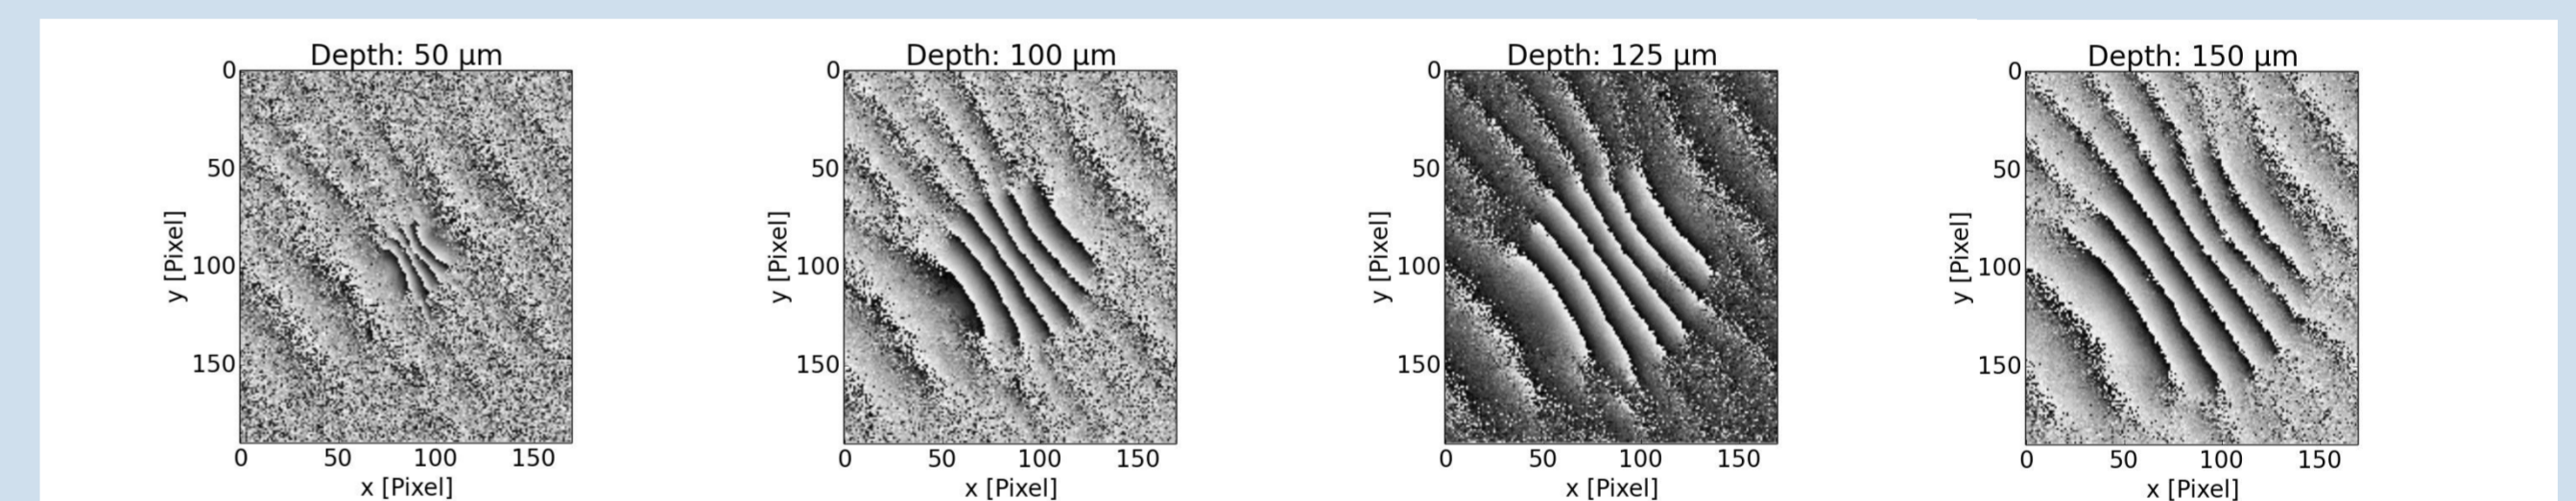 Depth: 50 µm
0
50
100
150
y [Pixel]
0 50 100 150
x [Pixel]
Depth: 100 µm
0
50
100
150
y [Pixel]
0 50 100 150
x [Pixel]
Depth: 125 µm
0
50
100
150
y [Pixel]
0 50 100 150
x [Pixel]
Depth: 150 µm
0
50
100
150
y [Pixel]
0 50 100 150
x [Pixel]